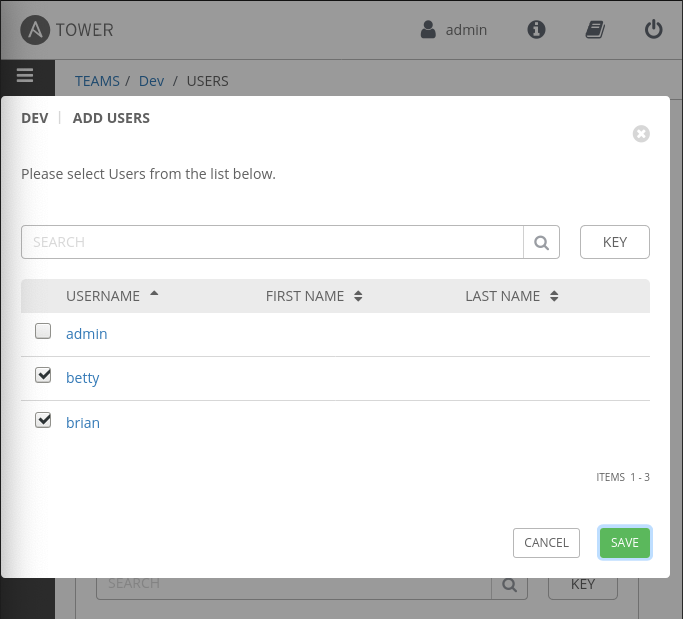 TOWER admin
TEAMS / Dev / USERS
DEV | ADD USERS
Please select Users from the list below.
SEARCH KEY
USERNAME FIRST NAME LAST NAME
admin
betty
brian
ITEMS 1 - 3
CANCEL SAVE
SEARCH KEY